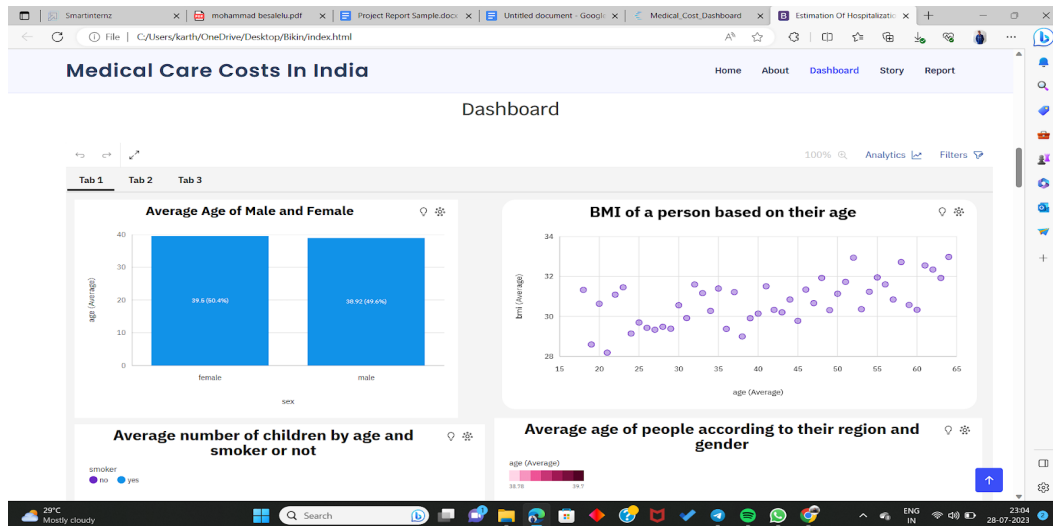 Smartinternz
mohammad besalelu.pdf
Project Report Sample.docx
Untitled document - Google
Medical_Cost_Dashboard
Estimation Of Hospitalizatio
File
C:/Users/karth/OneDrive/Desktop/Bikin/index.html
Medical Care Costs In India
Home About Dashboard Story Report
Dashboard
100% Analytics Filters
Tab 1 Tab 2 Tab 3
Average Age of Male and Female
40
30
20
10
0
age (Average)
39.5 (50.4%)
38.92 (49.6%)
female male
sex
BMI of a person based on their age
34
32
30
28
bmi (Average)
15 20 25 30 35 40 45 50 55 60 65
age (Average)
Average number of children by age and
smoker or not
smoker
no yes
Average age of people according to their region and
gender
age (Average)
38.78 39.7
29°C
Mostly cloudy
Search
ENG
IN
23:04
28-07-2023